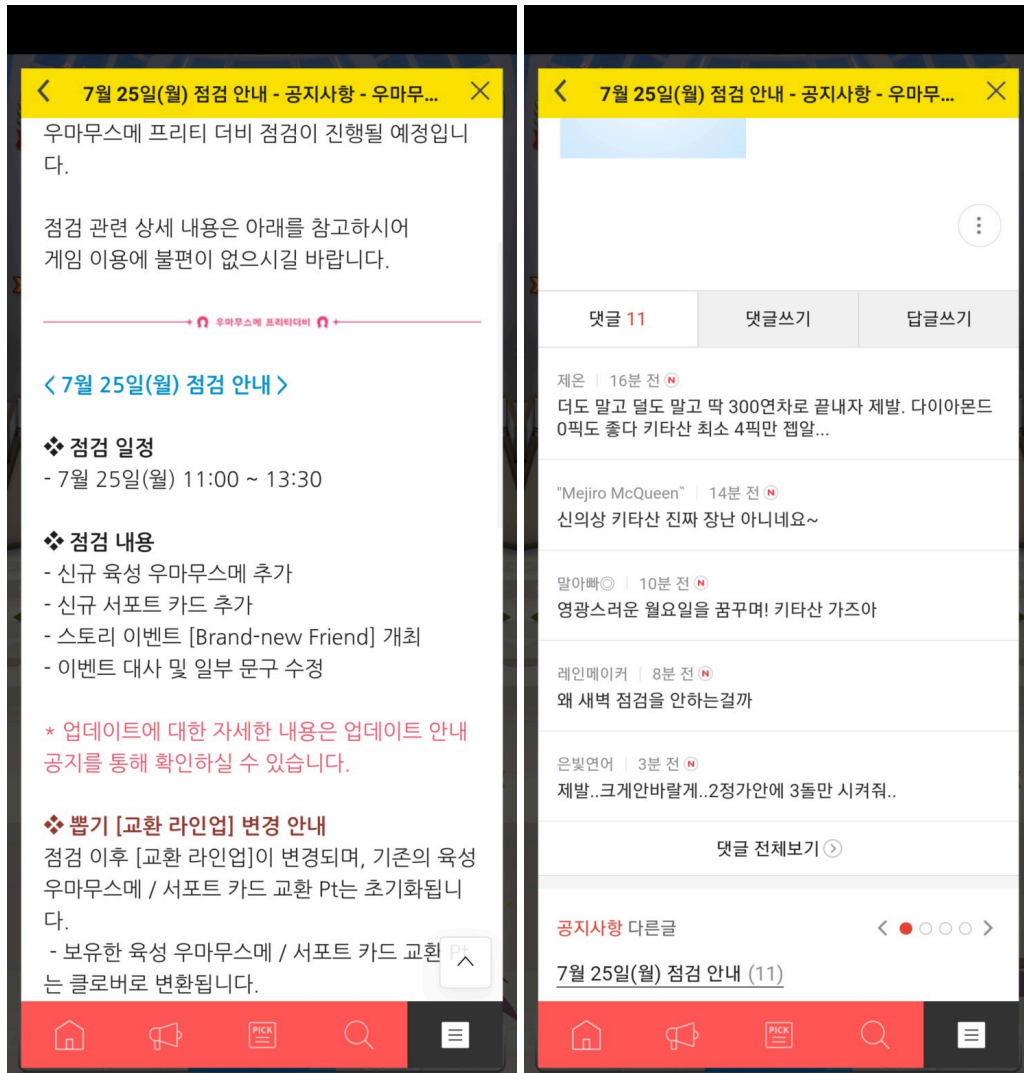 7월 25일(월) 점검 안내 - 공지사항 - 우마무...
우마무스메 프리티 더비 점검이 진행될 예정입니
다.
점검 관련 상세 내용은 아래를 참고하시어
게임 이용에 불편이 없으시길 바랍니다.
우마무스메 프리티더비
< 7월 25일(월) 점검 안내 >
❖ 점검 일정
- 7월 25일(월) 11:00 ~ 13:30
❖ 점검 내용
- 신규 육성 우마무스메 추가
- 신규 서포트 카드 추가
- 스토리 이벤트 [Brand-new Friend] 개최
- 이벤트 대사 및 일부 문구 수정
* 업데이트에 대한 자세한 내용은 업데이트 안내
공지를 통해 확인하실 수 있습니다.
❖ 뽑기 [교환 라인업] 변경 안내
점검 이후 [교환 라인업]이 변경되며, 기존의 육성
우마무스메 / 서포트 카드 교환 Pt는 초기화됩니
다.
- 보유한 육성 우마무스메 / 서포트 카드 교환 Pt
는 클로버로 변환됩니다.
PICK
7월 25일(월) 점검 안내 - 공지사항 - 우마무...
댓글 11 댓글쓰기 답글쓰기
제온 | 16분 전 N
더도 말고 덜도 말고 딱 300연차로 끝내자 제발. 다이아몬드
0픽도 좋다 키타산 최소 4픽만 젭알...
"Mejiro McQueen‟ | 14분 전 N
신의상 키타산 진짜 장난 아니네요~
말아빠◎ | 10분 전 N
영광스러운 월요일을 꿈꾸며! 키타산 가즈아
레인메이커 | 8분 전 N
왜 새벽 점검을 안하는걸까
은빛연어 | 3분 전 N
제발..크게안바랄게..2정가안에 3돌만 시켜줘..
댓글 전체보기
공지사항 다른글
7월 25일(월) 점검 안내 (11)
PICK